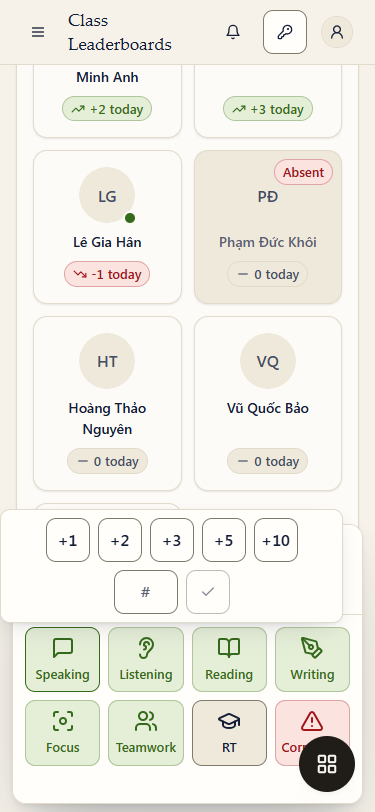 Class
Leaderboards
Minh Anh
+2 today
+3 today
LG
Lê Gia Hân
-1 today
Absent
PĐ
Phạm Đức Khôi
0 today
HT
Hoàng Thảo
Nguyên
0 today
VQ
Vũ Quốc Bảo
0 today
+1
+2
+3
+5
+10
#
Speaking
Listening
Reading
Writing
Focus
Teamwork
RT